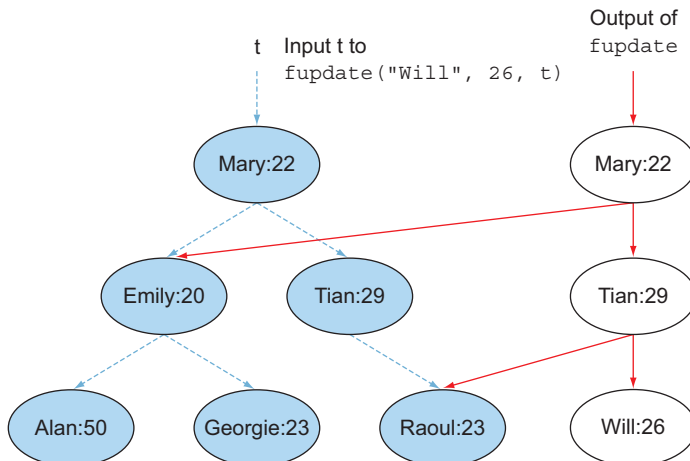 Output of
t Input t to
fupdate
fupdate("Will", 26, t)
Mary:22
Mary:22
Emily:20
Tian:29
Tian:29
Alan:50
Georgie:23
Raoul:23
Will:26